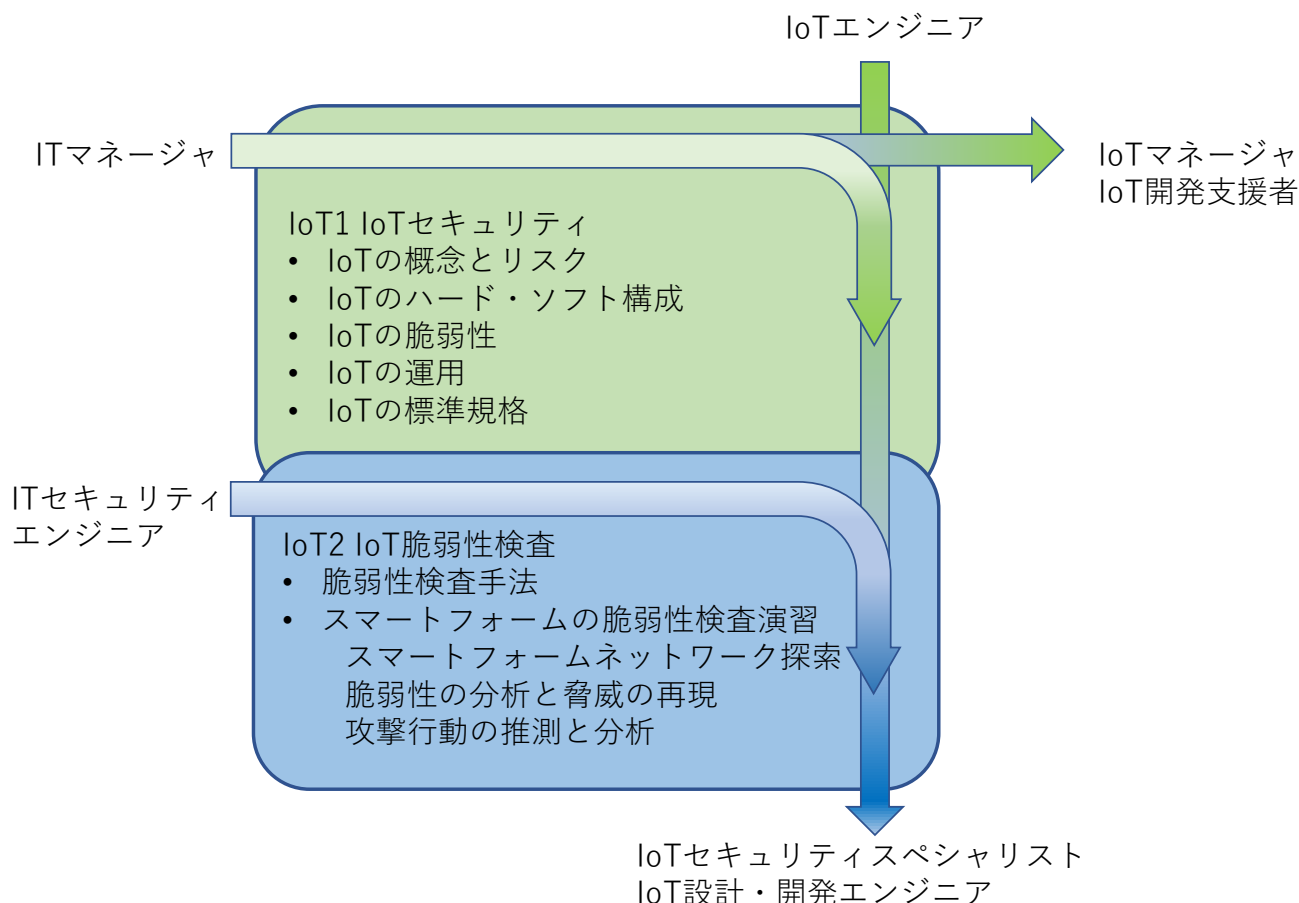 IoTエンジニア
ITマネージャ
IoTマネージャ
IoT開発支援者
IoT1 IoTセキュリティ
• IoTの概念とリスク
• IoTのハード・ソフト構成
• IoTの脆弱性
• IoTの運用
• IoTの標準規格
ITセキュリティ
エンジニア
IoT2 IoT脆弱性検査
• 脆弱性検査手法
• スマートフォームの脆弱性検査演習
スマートフォームネットワーク探索
脆弱性の分析と脅威の再現
攻撃行動の推測と分析
IoTセキュリティスペシャリスト
IoT設計・開発エンジニア